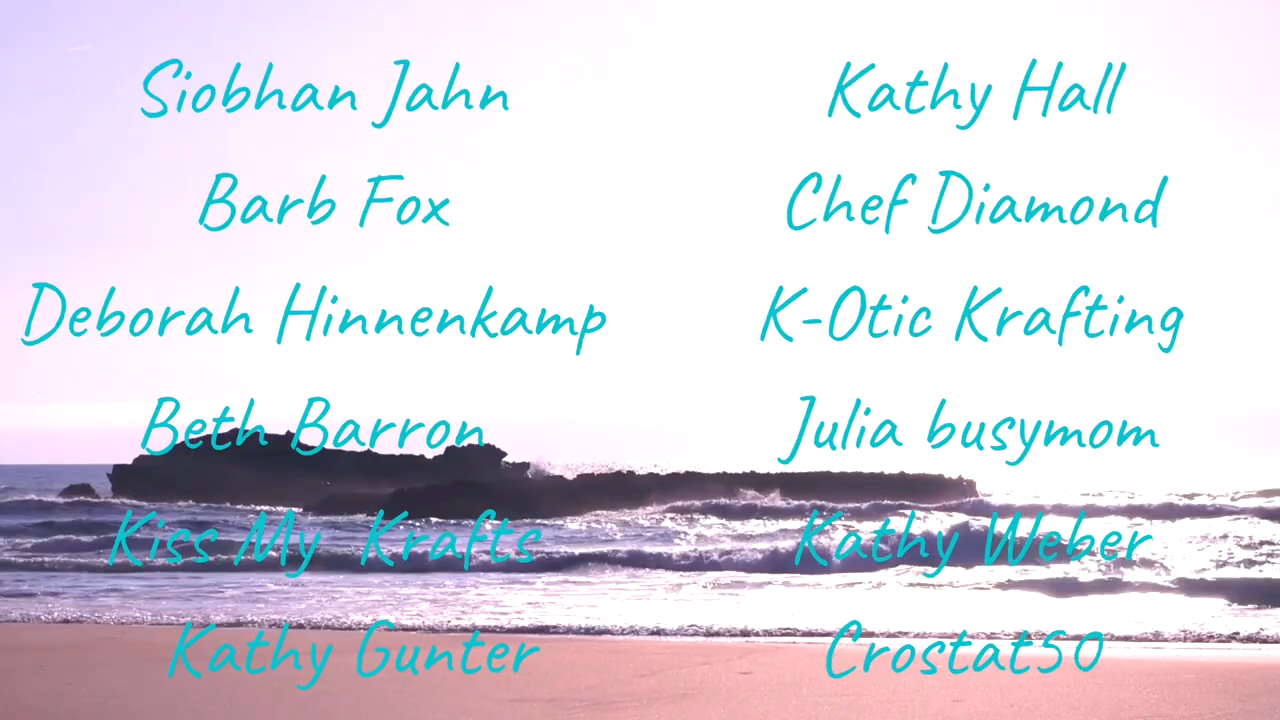 Siobhan Jahn
Kathy Hall
Barb Fox
Chef Diamond
Deborah Hinnenkamp
K-Otic Krafting
Beth Barron
Julia busymom
Kiss My Krafts
Kathy Weber
Kathy Gunter
Crostat50